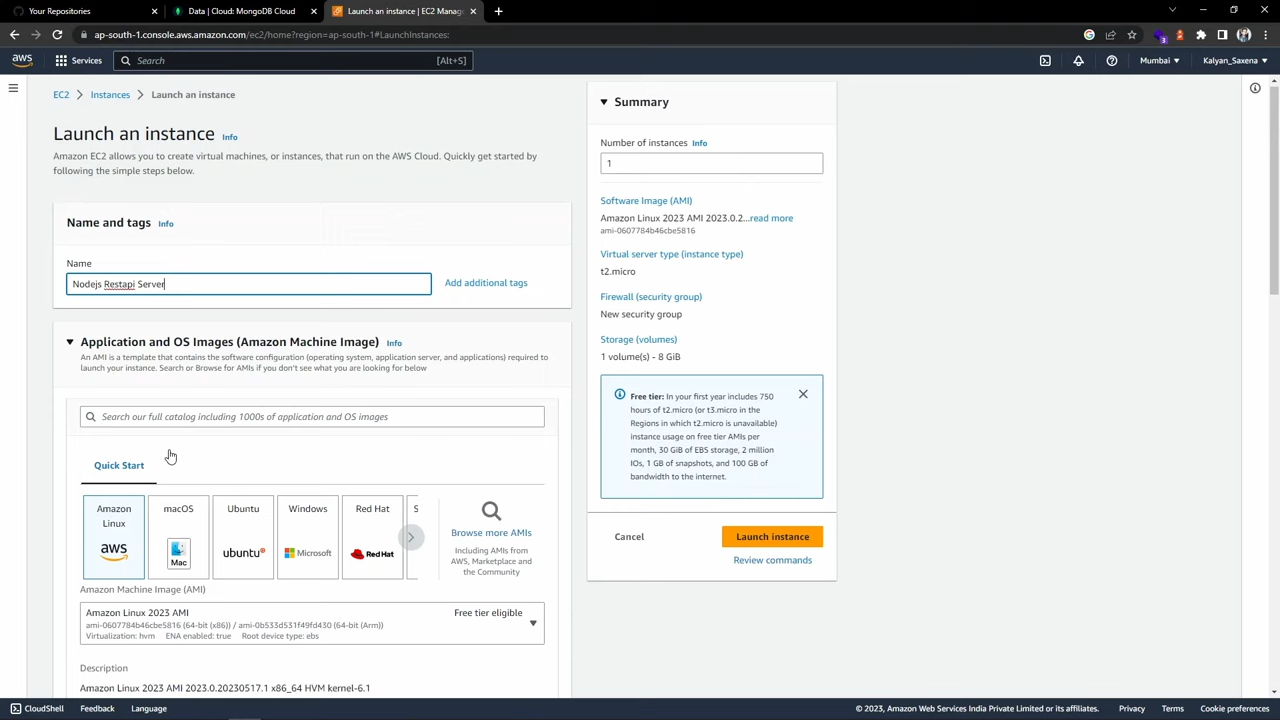 Your Repositories
Data | Cloud: MongoDB Cloud
Launch an instance | EC2 Manage
ap-south-1.console.aws.amazon.com/ec2/home?region=ap-south-1#LaunchInstances:
aws
Services
Search
[Alt+S]
Mumbai
Kalyan_Saxena
EC2
Instances
Launch an instance
Launch an instance
Info
Amazon EC2 allows you to create virtual machines, or instances, that run on the AWS Cloud. Quickly get started by
following the simple steps below.
Name and tags
Info
Name
Nodejs Restapi Server
Add additional tags
Application and OS Images (Amazon Machine Image)
Info
An AMI is a template that contains the software configuration (operating system, application server, and applications) required to
launch your instance. Search or Browse for AMIs if you don't see what you are looking for below
Search our full catalog including 1000s of application and OS images
Quick Start
Amazon
Linux
aws
macOS
Mac
Ubuntu
ubuntu
Windows
Microsoft
Red Hat
Red Hat
S
Browse more AMIs
Including AMIs from
AWS, Marketplace and
the Community
Amazon Machine Image (AMI)
Amazon Linux 2023 AMI
Free tier eligible
ami-0607784b46cbe5816 (64-bit (x86)) / ami-0b533d531f49fd430 (64-bit (Arm))
Virtualization: hvm ENA enabled: true Root device type: ebs
Description
Amazon Linux 2023 AMI 2023.0.20230517.1 x86_64 HVM kernel-6.1
Summary
Number of instances
Info
1
Software Image (AMI)
Amazon Linux 2023 AMI 2023.0.2...read more
ami-0607784b46cbe5816
Virtual server type (instance type)
t2.micro
Firewall (security group)
New security group
Storage (volumes)
1 volume(s) - 8 GiB
Free tier: In your first year includes 750
hours of t2.micro (or t3.micro in the
Regions in which t2.micro is unavailable)
instance usage on free tier AMIs per
month, 30 GiB of EBS storage, 2 million
IOs, 1 GB of snapshots, and 100 GB of
bandwidth to the internet.
Cancel
Launch instance
Review commands
CloudShell
Feedback
Language
© 2023, Amazon Web Services India Private Limited or its affiliates.
Privacy
Terms
Cookie preferences